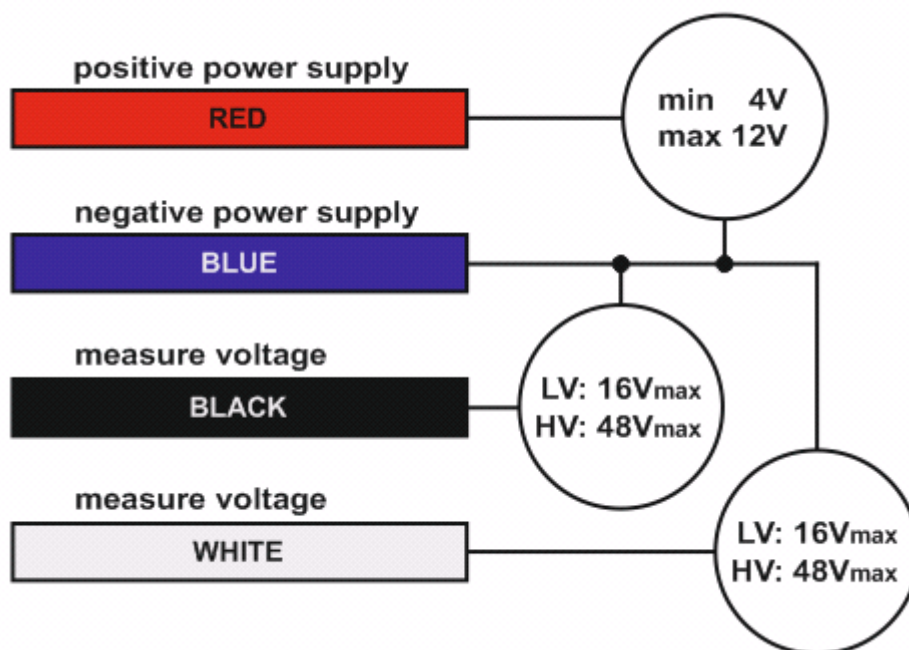 positive power supply
RED
min 4V
max 12V
negative power supply
BLUE
measure voltage
BLACK
LV: 16Vmax
HV: 48Vmax
measure voltage
WHITE
LV: 16Vmax
HV: 48Vmax